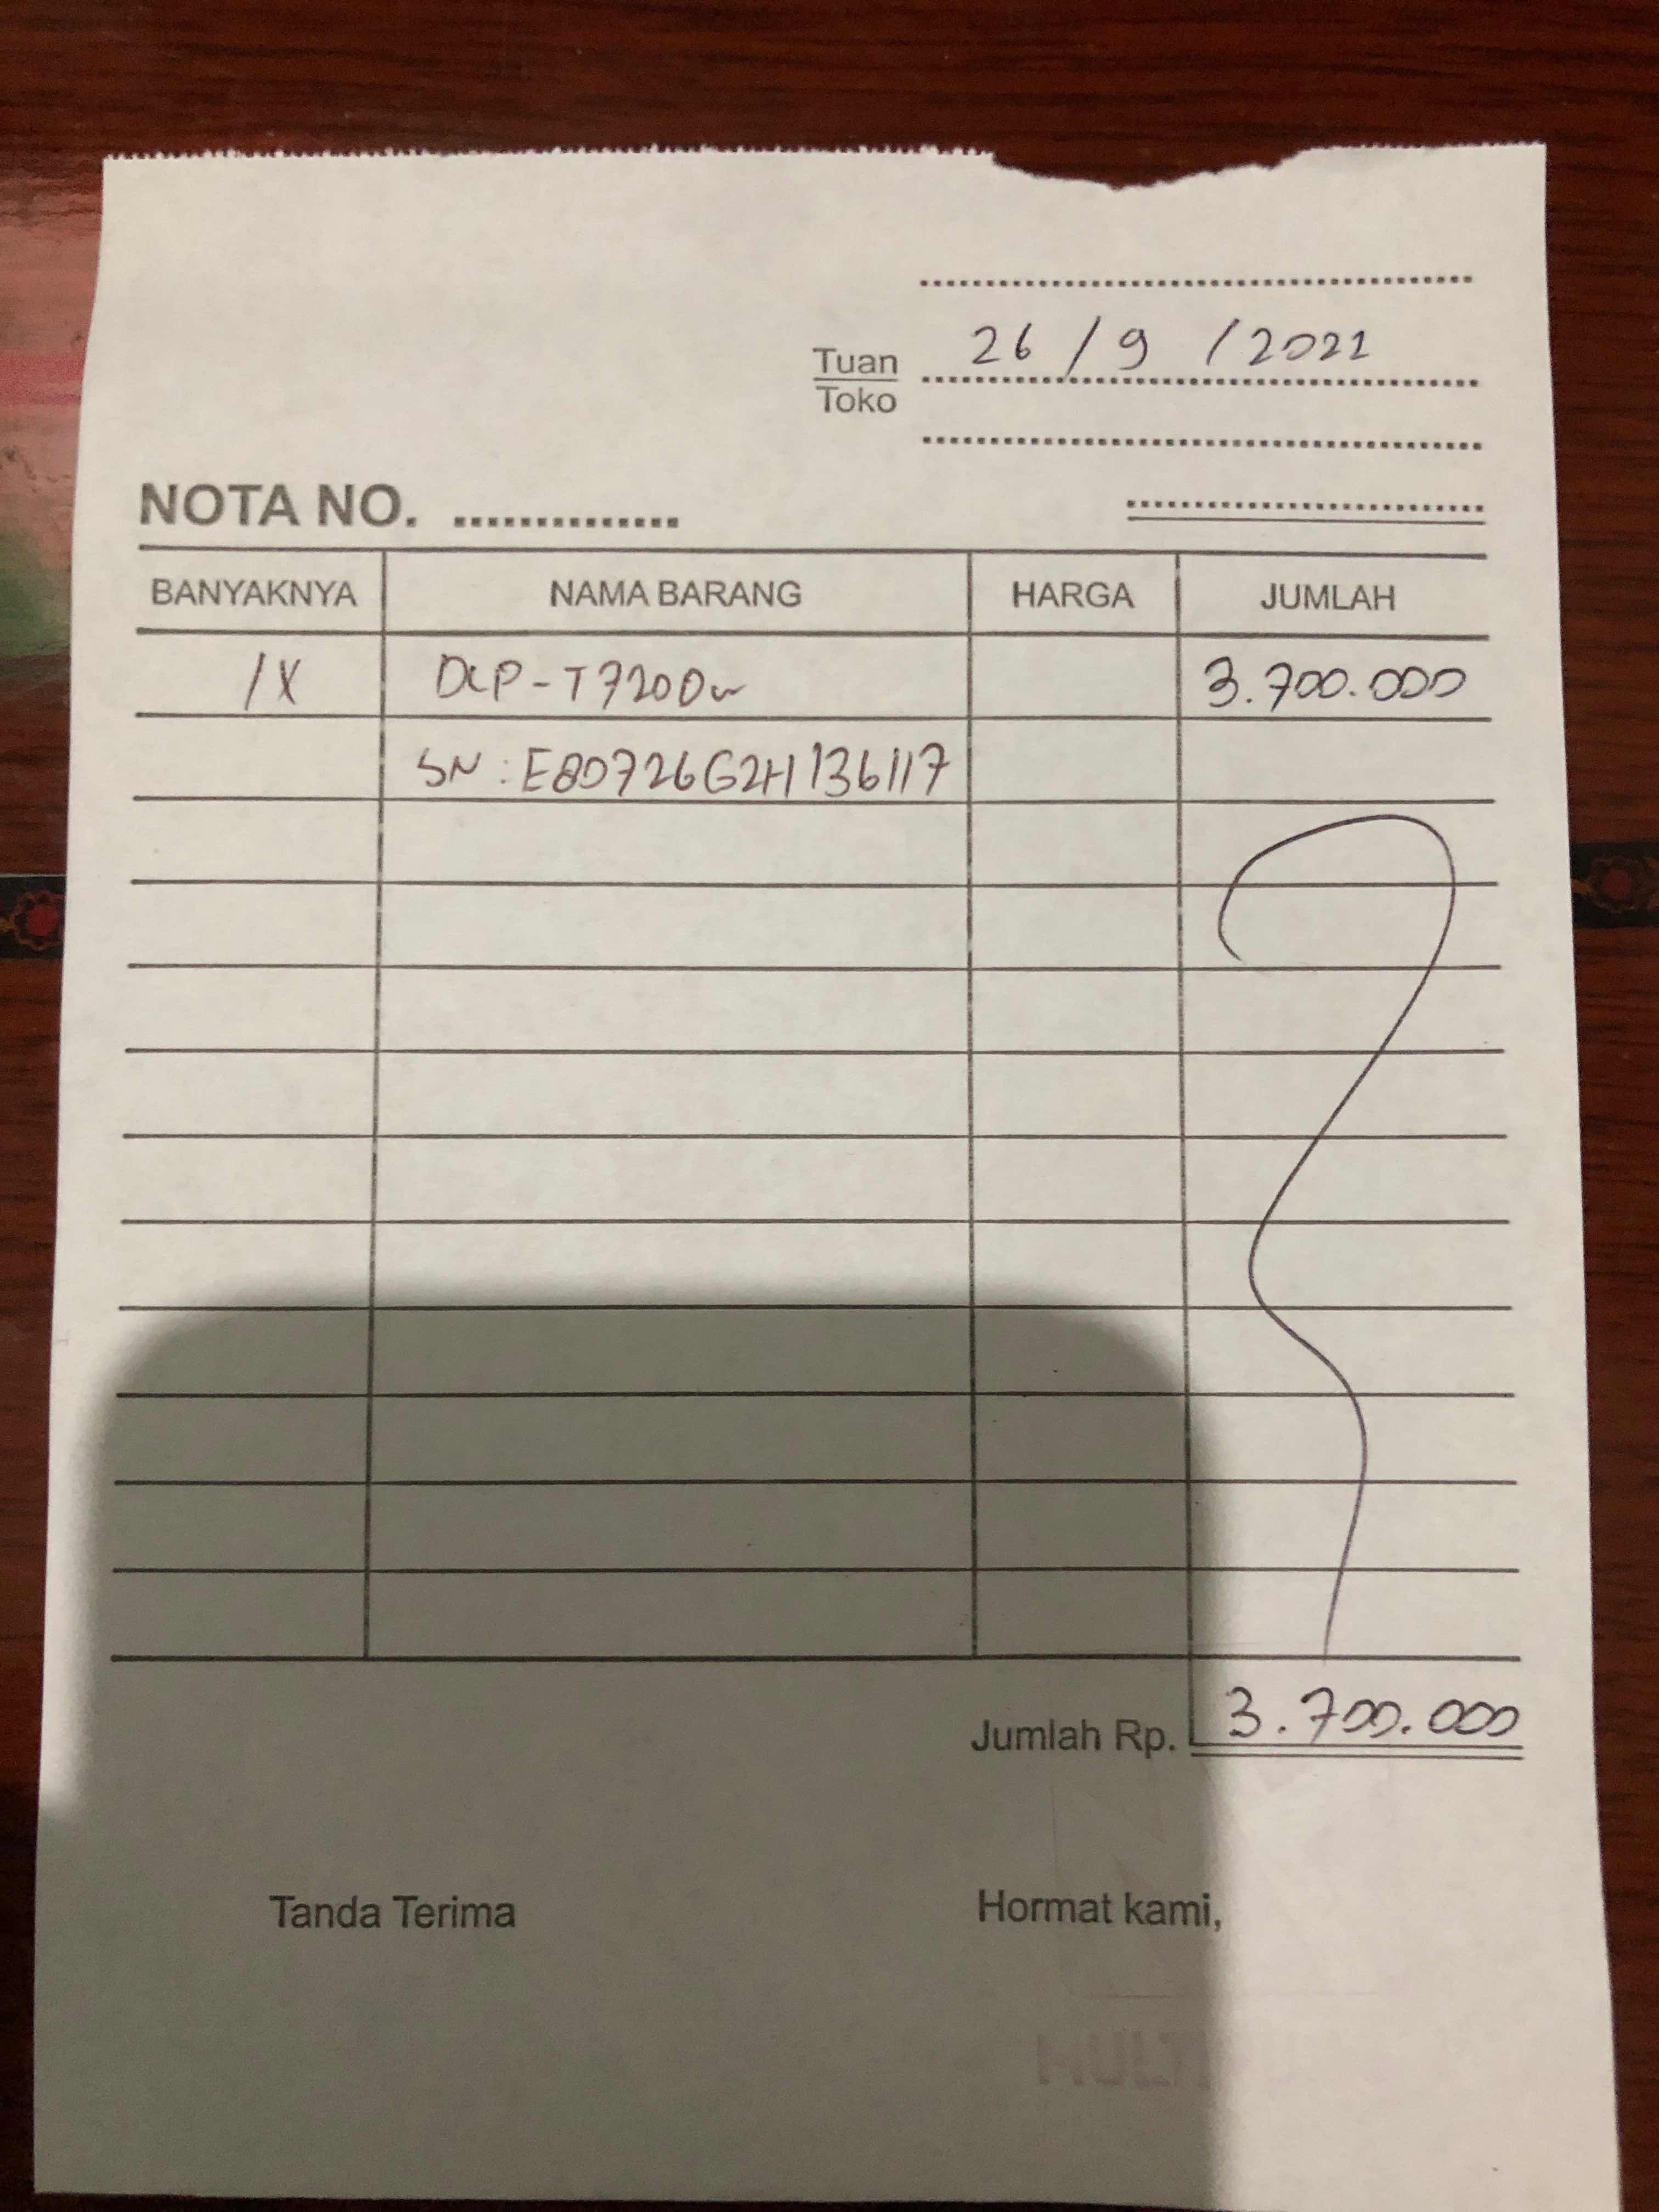 26/9/2021
Tuan
Toko
NOTA NO. ..............
BANYAKNYA NAMA BARANG HARGA JUMLAH
1X DCP-T720DW 3.700.000
SN : E80726G2H136117
Jumlah Rp. 3.700.000
Tanda Terima Hormat kami,